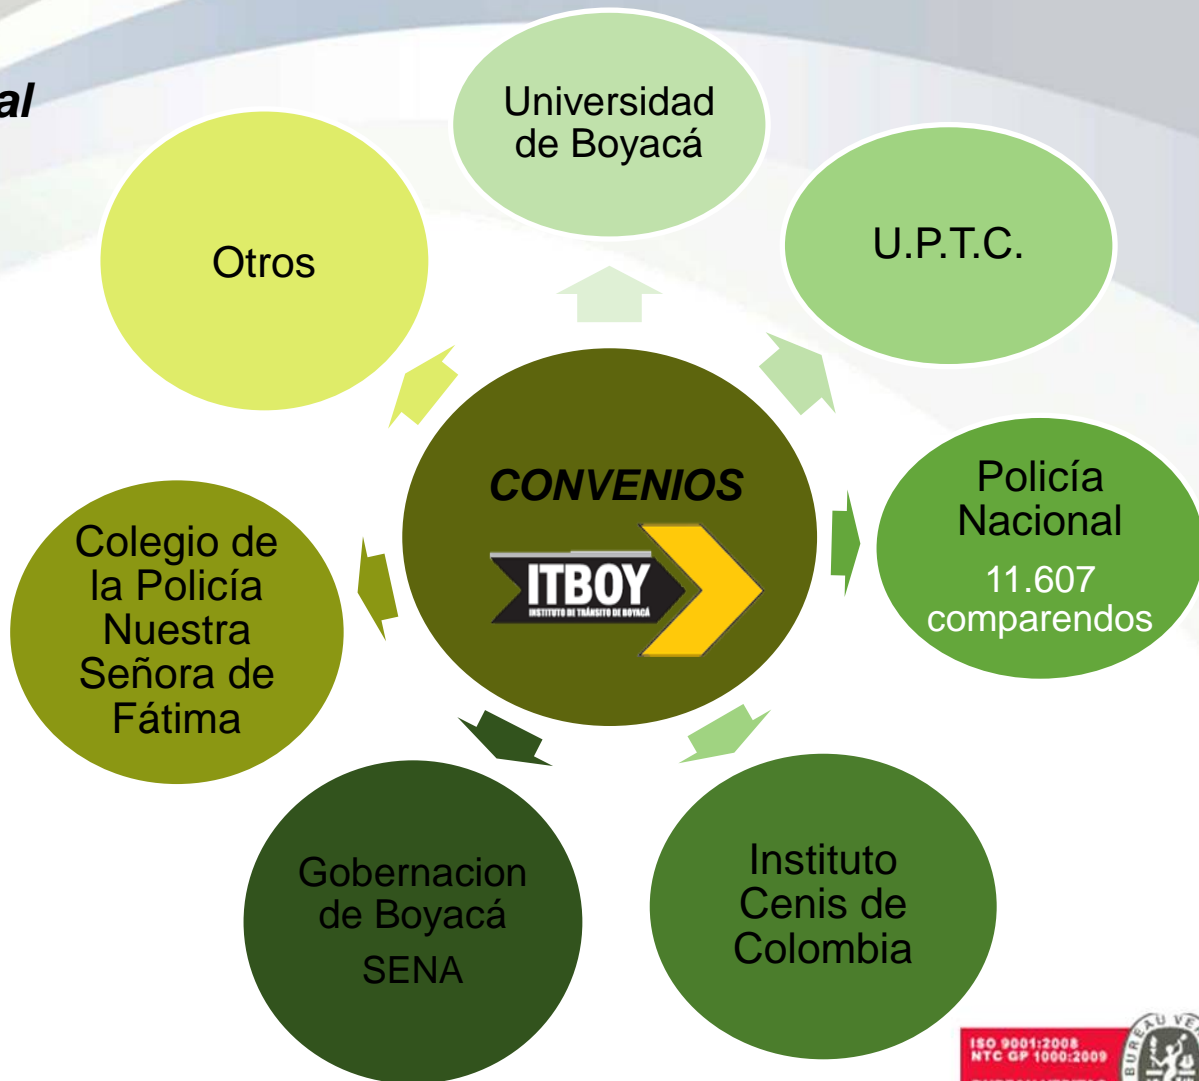 al
Universidad
de Boyacá
U.P.T.C.
Otros
CONVENIOS
ITBOY
INSTITUTO DE TRÁNSITO DE BOYACÁ
Policía
Nacional
11.607
comparendos
Colegio de
la Policía
Nuestra
Señora de
Fátima
Gobernacion
de Boyacá
SENA
Instituto
Cenis de
Colombia
ISO 9001:2008
NTC GP 1000:2009
BUREAU VE